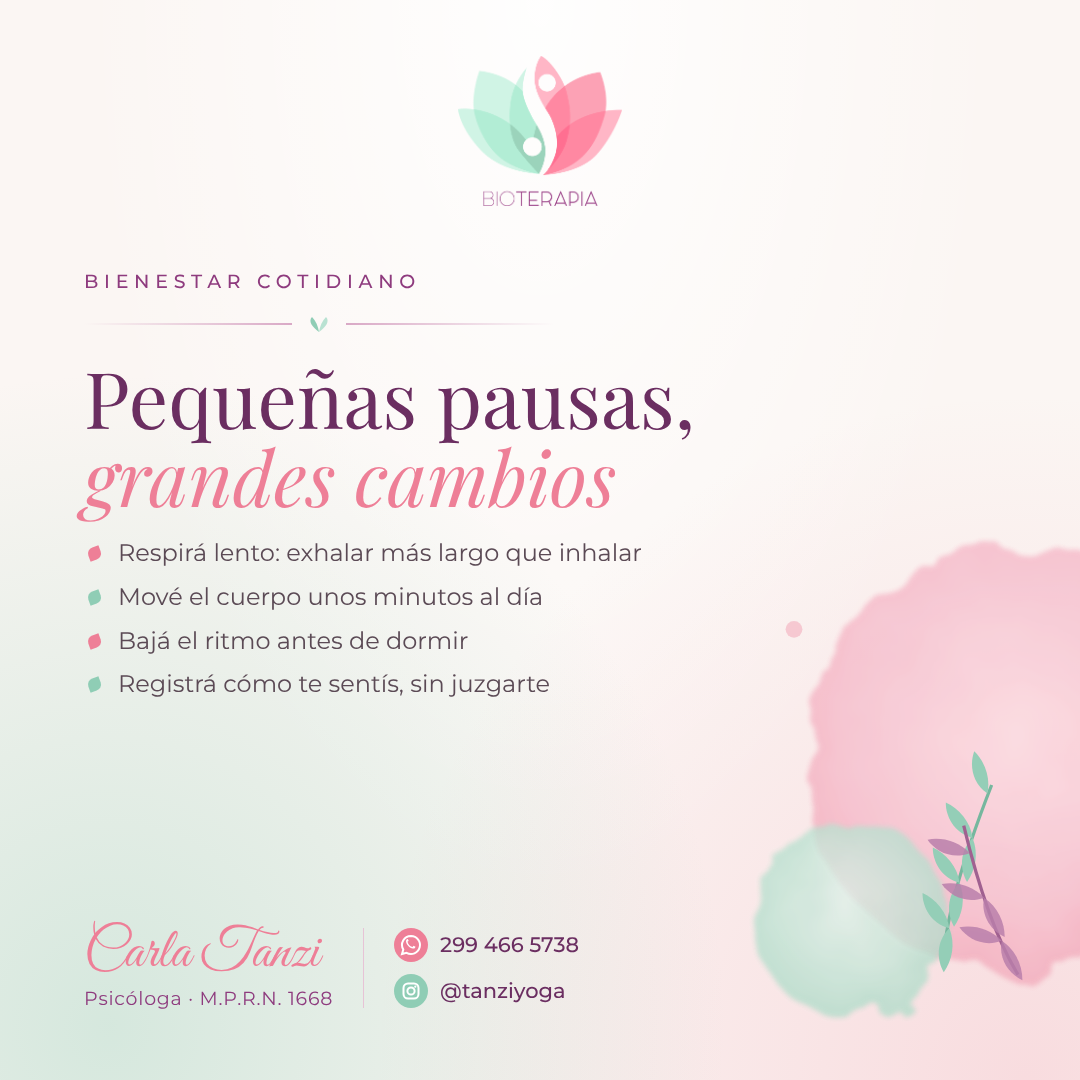 BIOTERAPIA
BIENESTAR COTIDIANO
Pequeñas pausas,
grandes cambios
Respirá lento: exhalar más largo que inhalar
Mové el cuerpo unos minutos al día
Bajá el ritmo antes de dormir
Registrá cómo te sentís, sin juzgarte
Carla Tanzi
Psicóloga · M.P.R.N. 1668
299 466 5738
@tanziyoga